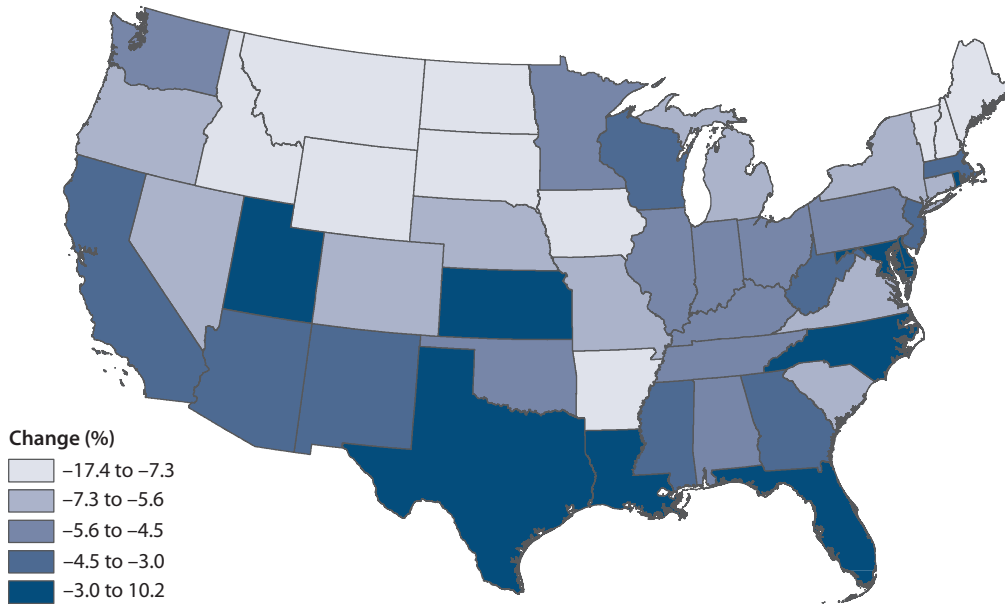 Change (%)
–17.4 to –7.3
–7.3 to –5.6
–5.6 to –4.5
–4.5 to –3.0
–3.0 to 10.2